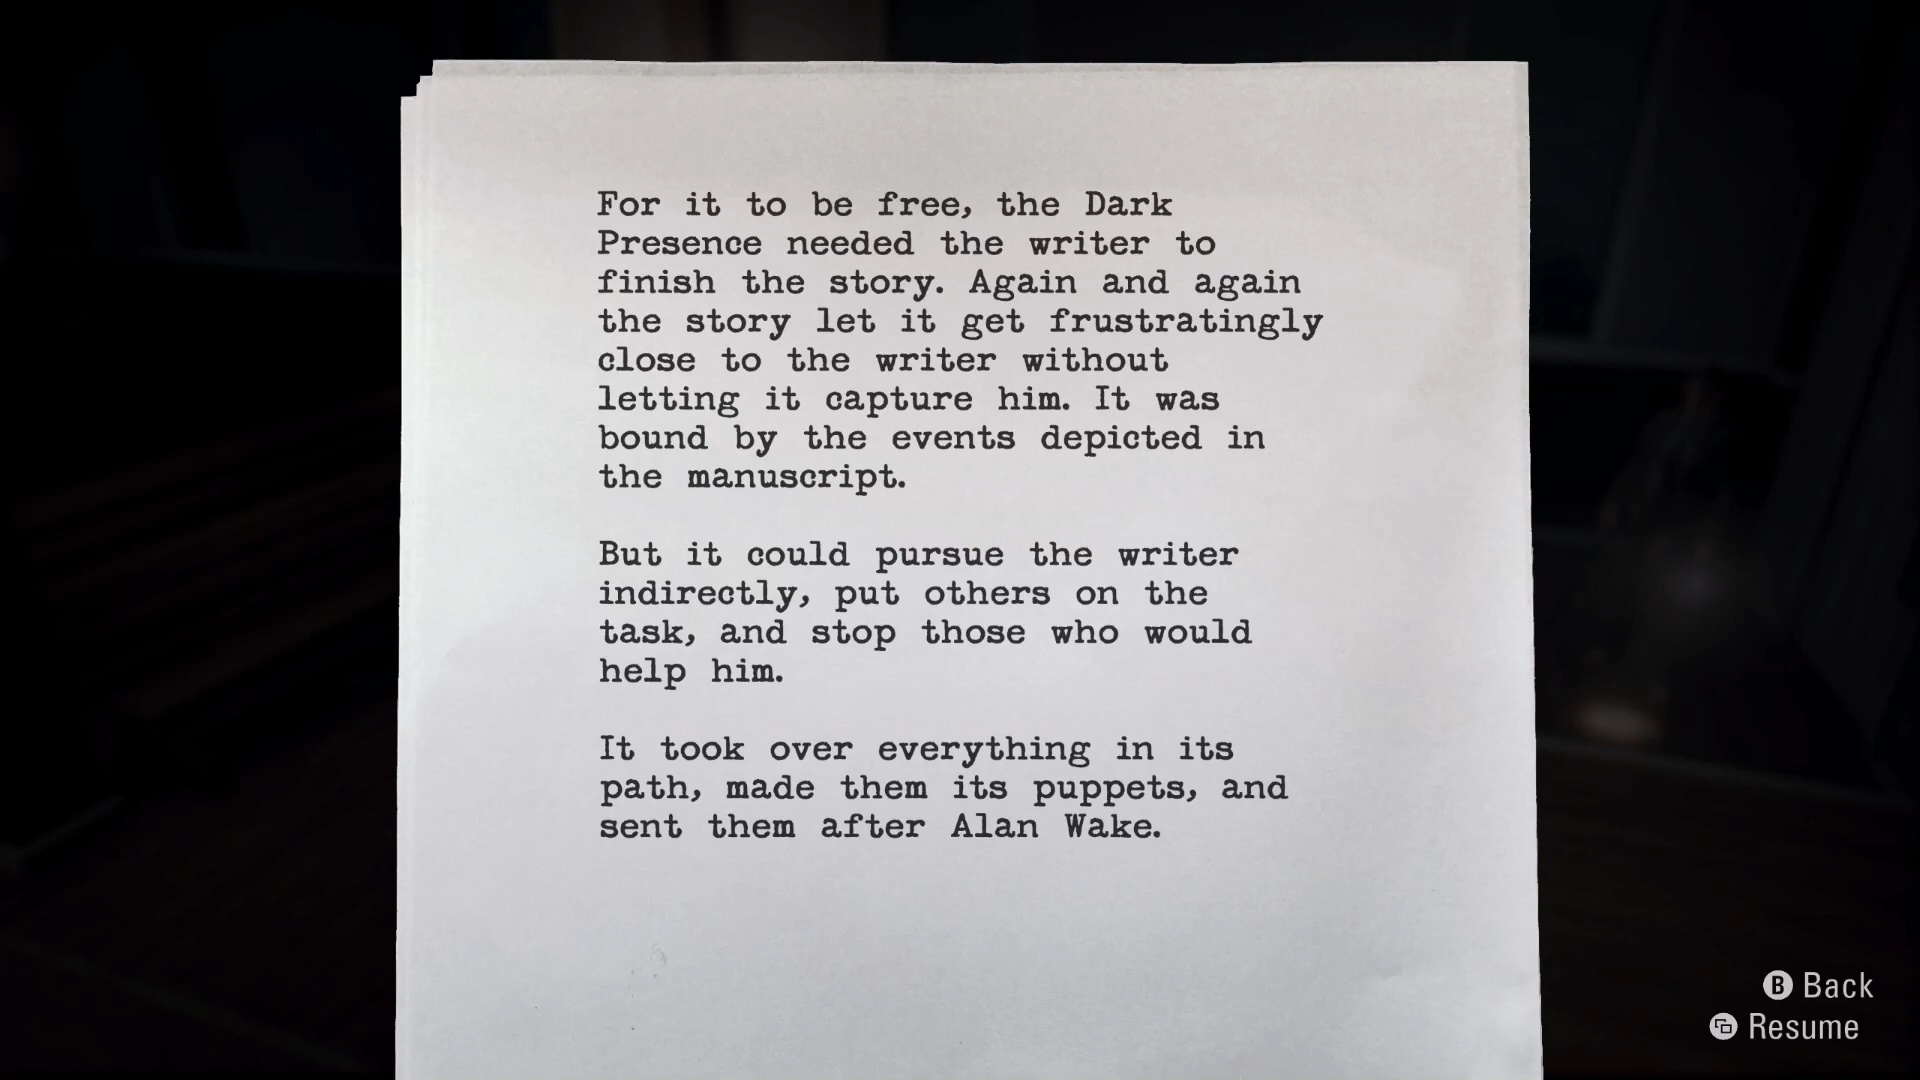 For it to be free, the Dark
Presence needed the writer to
finish the story. Again and again
the story let it get frustratingly
close to the writer without
letting it capture him. It was
bound by the events depicted in
the manuscript.
But it could pursue the writer
indirectly, put others on the
task, and stop those who would
help him.
It took over everything in its
path, made them its puppets, and
sent them after Alan Wake.
B Back
Resume